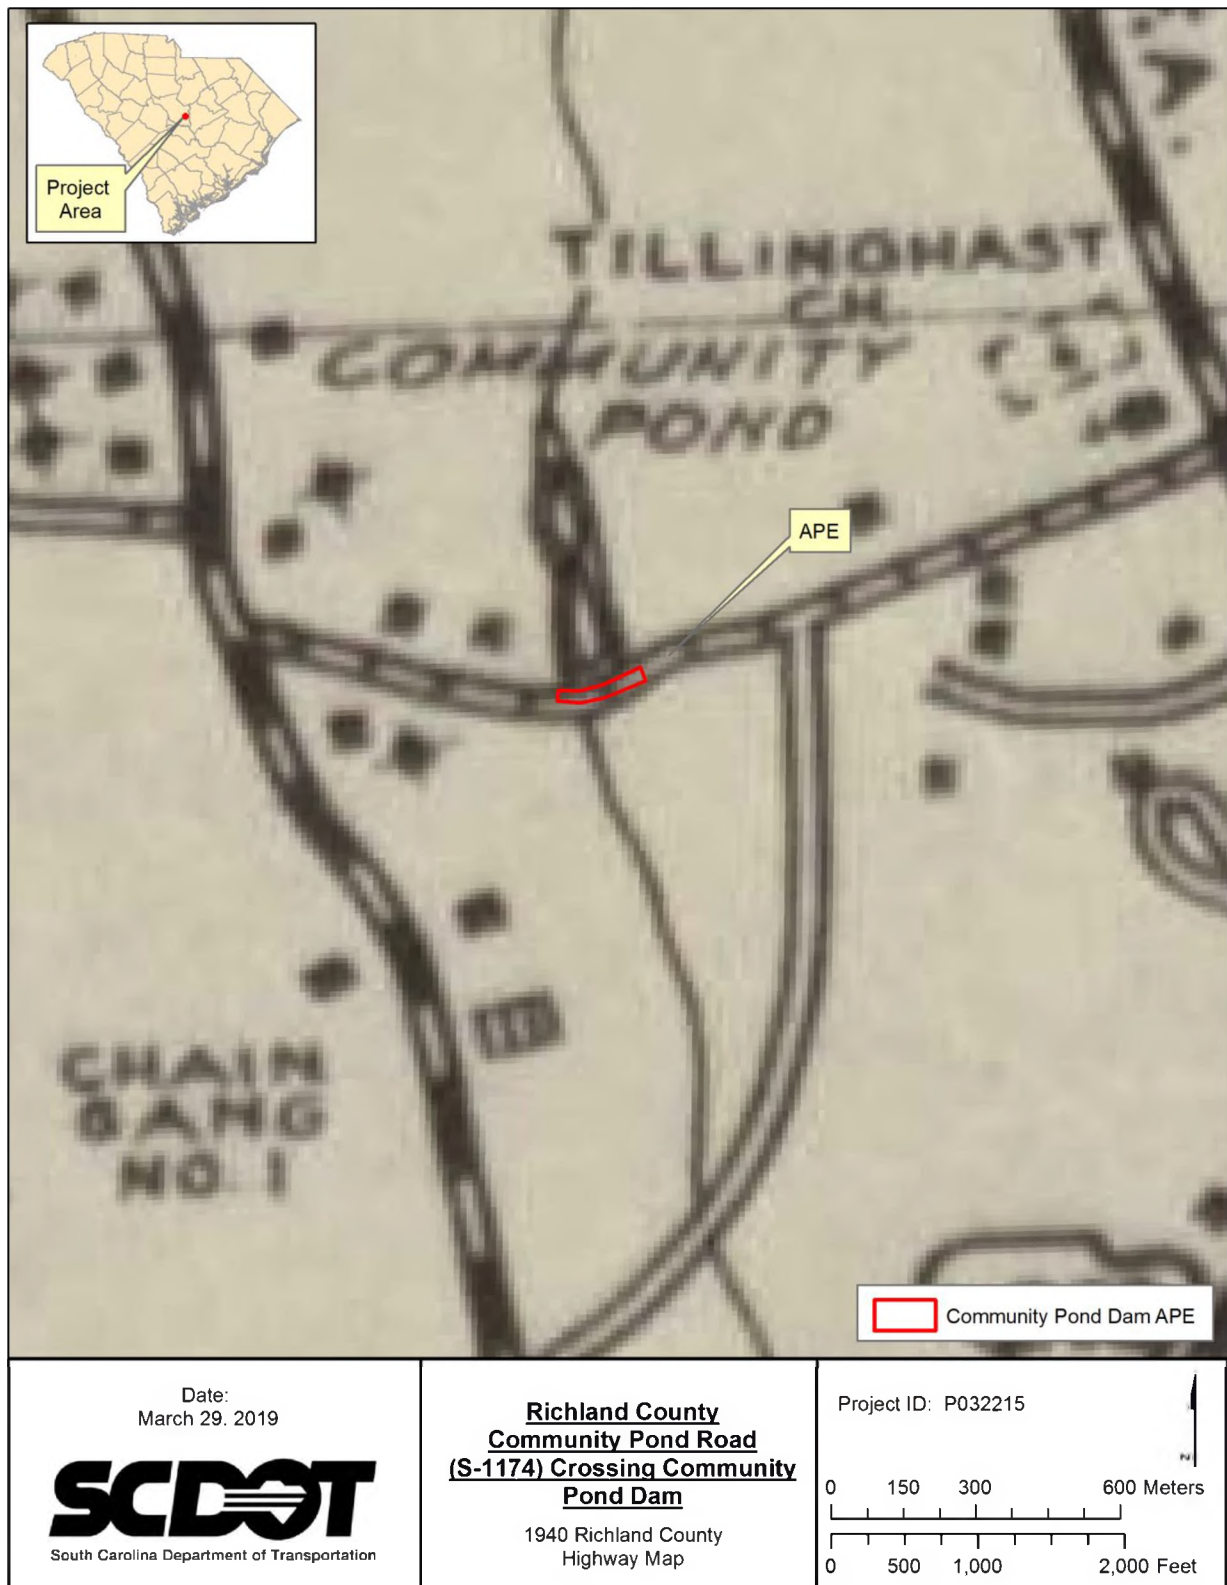 Project
Area
RA.
TILLINGHAST
CH.
COMMUNITY
POND
APE
CHAIN
GANG
NO. 1
Community Pond Dam APE
Date:
March 29. 2019
SCDOT
South Carolina Department of Transportation
Richland County
Community Pond Road
(S-1174) Crossing Community
Pond Dam
1940 Richland County
Highway Map
Project ID: P032215
N
0 150 300 600 Meters
0 500 1,000 2,000 Feet